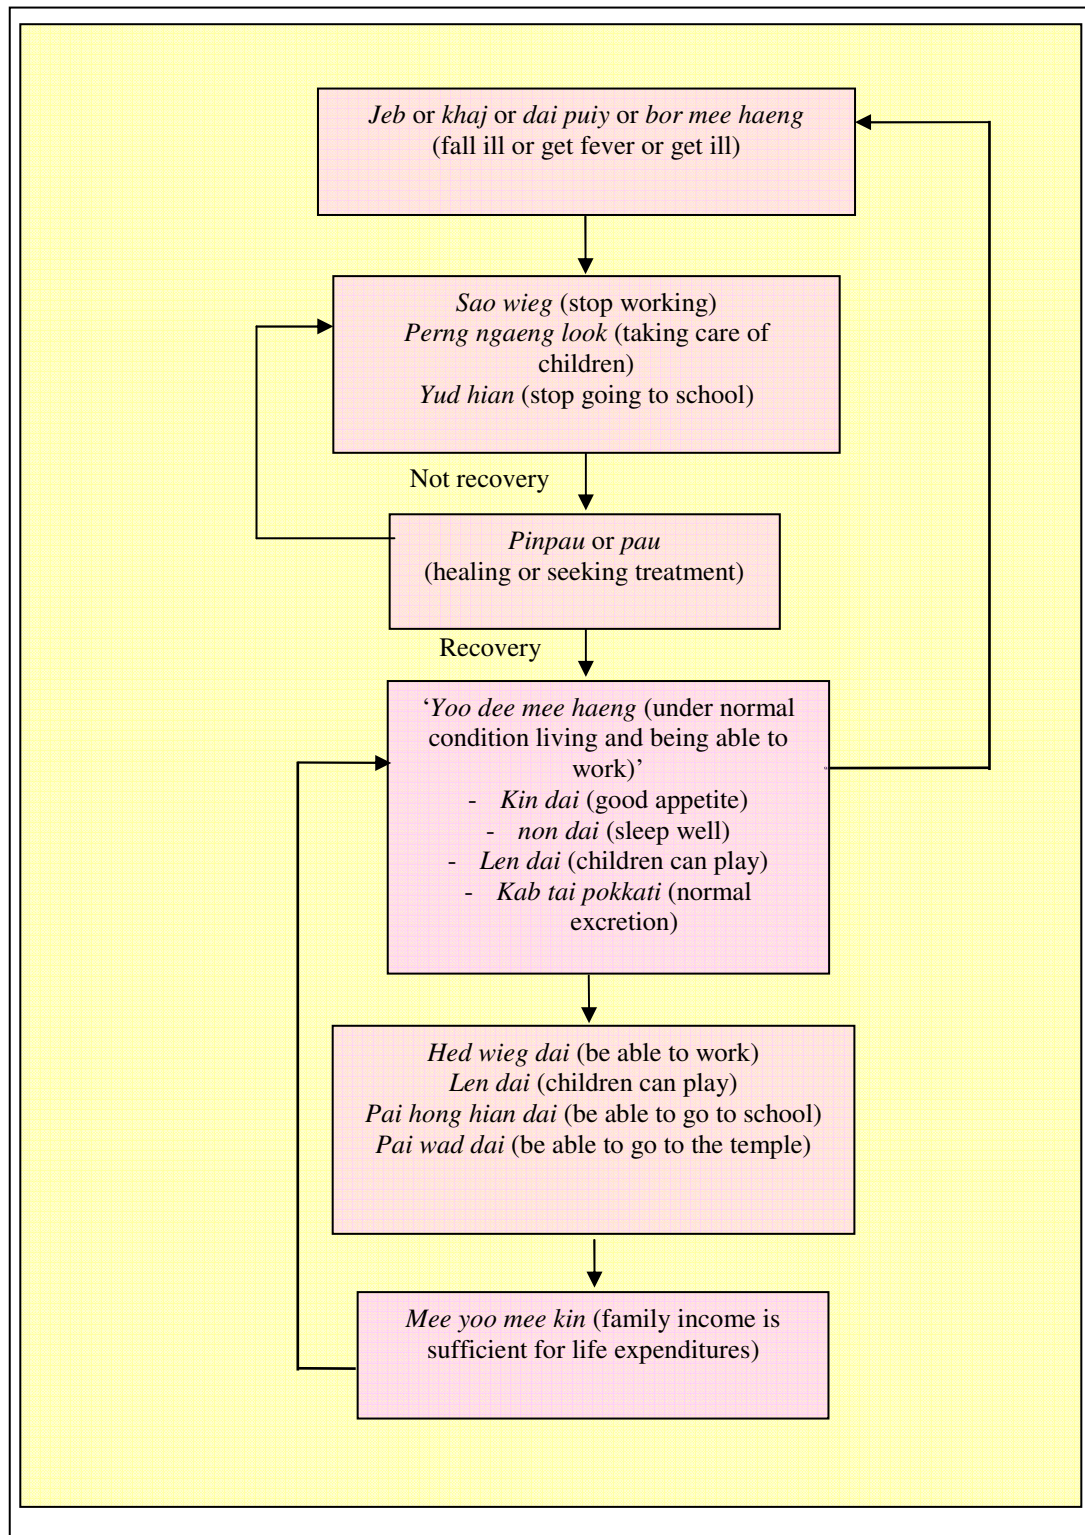 Jeb or khaj or dai puiy or bor mee haeng
(fall ill or get fever or get ill)
Sao wieg (stop working)
Perng ngaeng look (taking care of
children)
Yud hian (stop going to school)
Not recovery
Pinpau or pau
(healing or seeking treatment)
Recovery
‘Yoo dee mee haeng (under normal
condition living and being able to
work)’
- Kin dai (good appetite)
- non dai (sleep well)
- Len dai (children can play)
- Kab tai pokkati (normal
excretion)
Hed wieg dai (be able to work)
Len dai (children can play)
Pai hong hian dai (be able to go to school)
Pai wad dai (be able to go to the temple)
Mee yoo mee kin (family income is
sufficient for life expenditures)